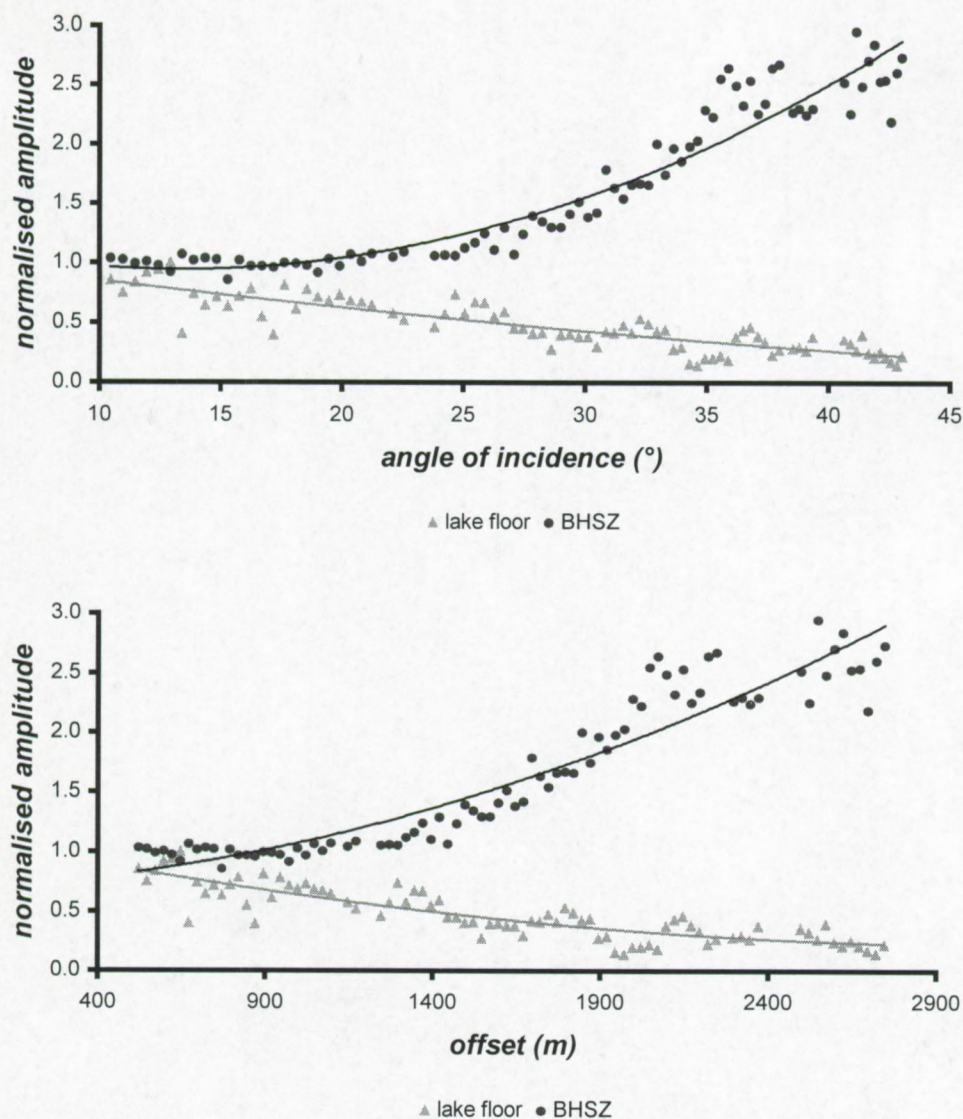 3.0
2.5
2.0
1.5
1.0
0.5
0.0
normalised amplitude
10 15 20 25 30 35 40 45
angle of incidence (°)
lake floor BHSZ
3.0
2.5
2.0
1.5
1.0
0.5
0.0
normalised amplitude
400 900 1400 1900 2400 2900
offset (m)
lake floor BHSZ